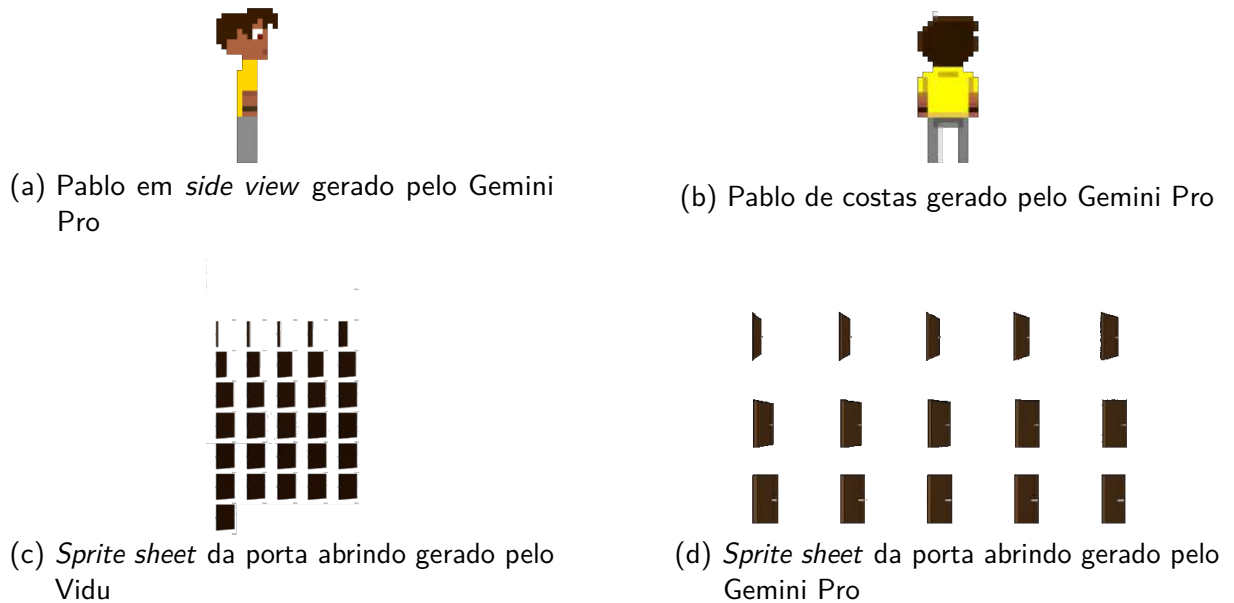 (a) Pablo em side view gerado pelo Gemini
Pro
(b) Pablo de costas gerado pelo Gemini Pro
(c) Sprite sheet da porta abrindo gerado pelo
Vidu
(d) Sprite sheet da porta abrindo gerado pelo
Gemini Pro